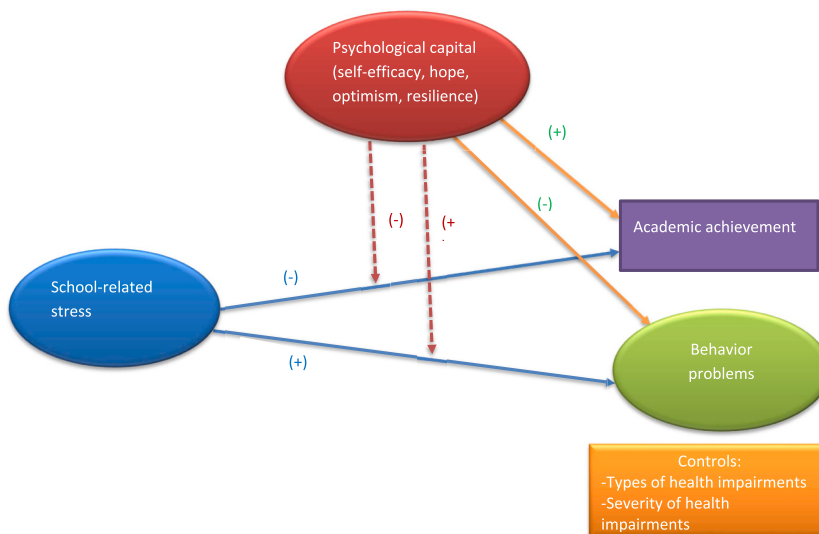 Psychological capital
(self-efficacy, hope,
optimism, resilience)
(+)
(-)
(-)
(+
.
Academic achievement
(-)
School-related
stress
(+)
Behavior
problems
Controls:
-Types of health impairments
-Severity of health
impairments